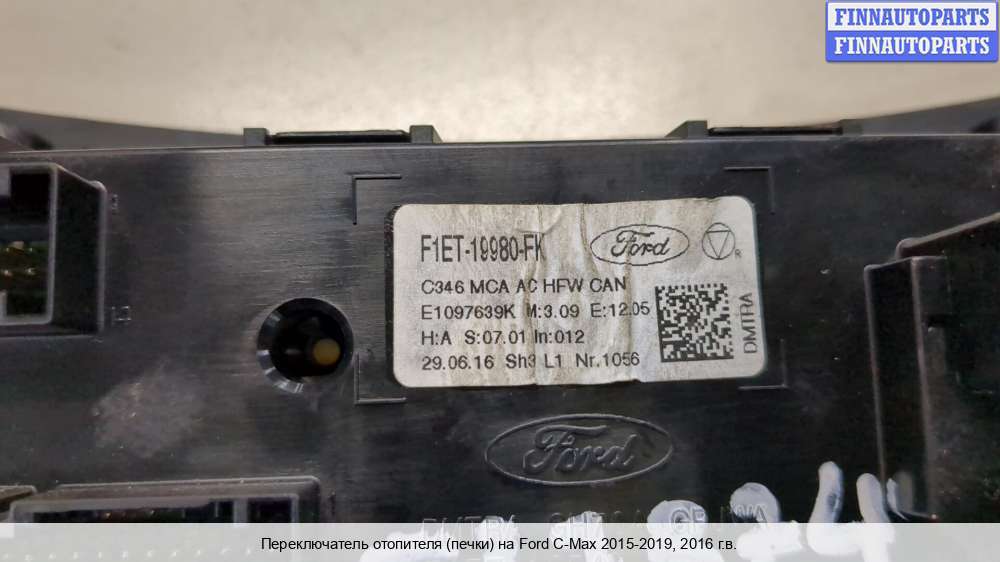 FINNAUTOPARTS
FINNAUTOPARTS
F1ET-19980-FK
Ford
R
C346 MCA AC HFW CAN
E1097639K M:3.09 E:12.05
H:A S:07.01 In:012
29.06.16 Sh3 L1 Nr.1056
DMTRA
Ford
Переключатель отопителя (печки) на Ford C-Max 2015-2019, 2016 г.в.